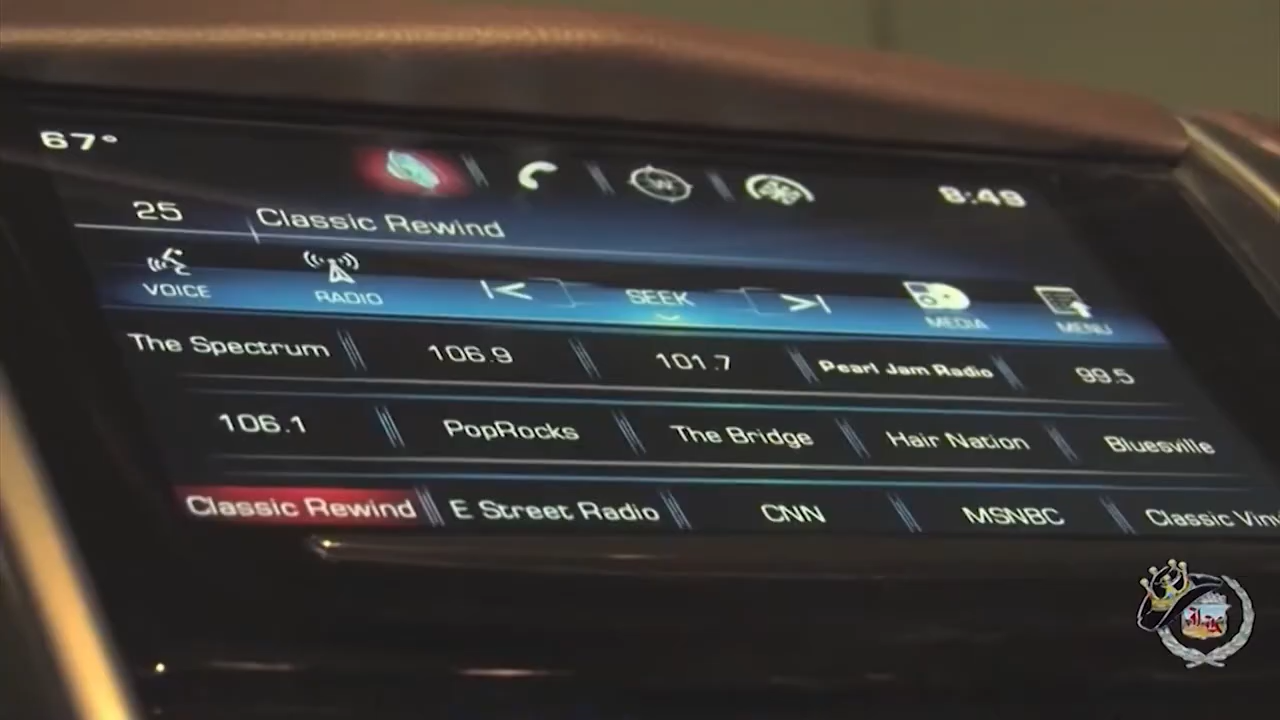 67°
8:49
25 Classic Rewind
VOICE RADIO SEEK MEDIA MENU
The Spectrum 106.9 101.7 Pearl Jam Radio 99.5
106.1 PopRocks The Bridge Hair Nation Bluesville
Classic Rewind E Street Radio CNN MSNBC Classic Viny